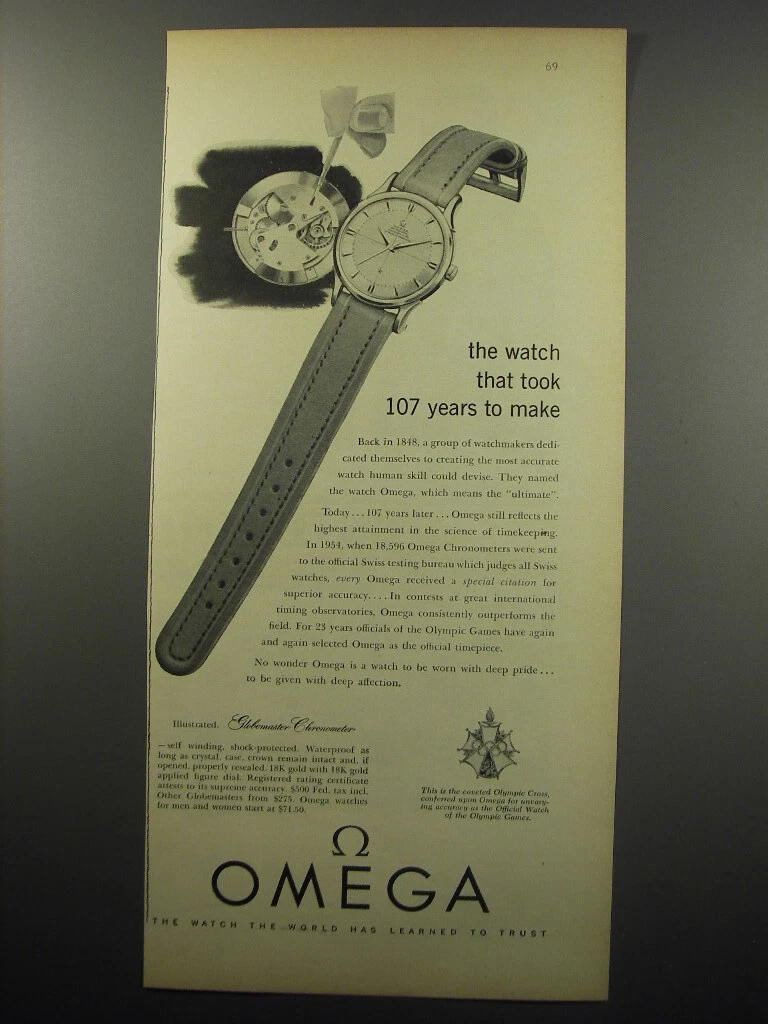 69
the watch
that took
107 years to make
Back in 1848, a group of watchmakers dedi-
cated themselves to creating the most accurate
watch human skill could devise. They named
the watch Omega, which means the "ultimate".
Today...107 years later... Omega still reflects the
highest attainment in the science of timekeeping.
In 1954, when 18,596 Omega Chronometers were sent
to the official Swiss testing bureau which judges all Swiss
watches, every Omega received a special citation for
superior accuracy....In contests at great international
timing observatories, Omega consistently outperforms the
field. For 23 years officials of the Olympic Games have again
and again selected Omega as the official timepiece.
No wonder Omega is a watch to be worn with deep pride...
to be given with deep affection.
Illustrated. Globemaster Chronometer
—self winding, shock-protected. Waterproof as
long as crystal, case, crown remain intact and, if
opened, properly resealed. 18K gold with 18K gold
applied figure dial. Registered rating certificate
attests to its supreme accuracy. $500 Fed. tax incl.
Other Globemasters from $275. Omega watches
for men and women start at $71.50.
This is the coveted Olympic Cross,
conferred upon Omega for unvary-
ing accuracy as the Official Watch
of the Olympic Games.
Ω
OMEGA
THE WATCH THE WORLD HAS LEARNED TO TRUST